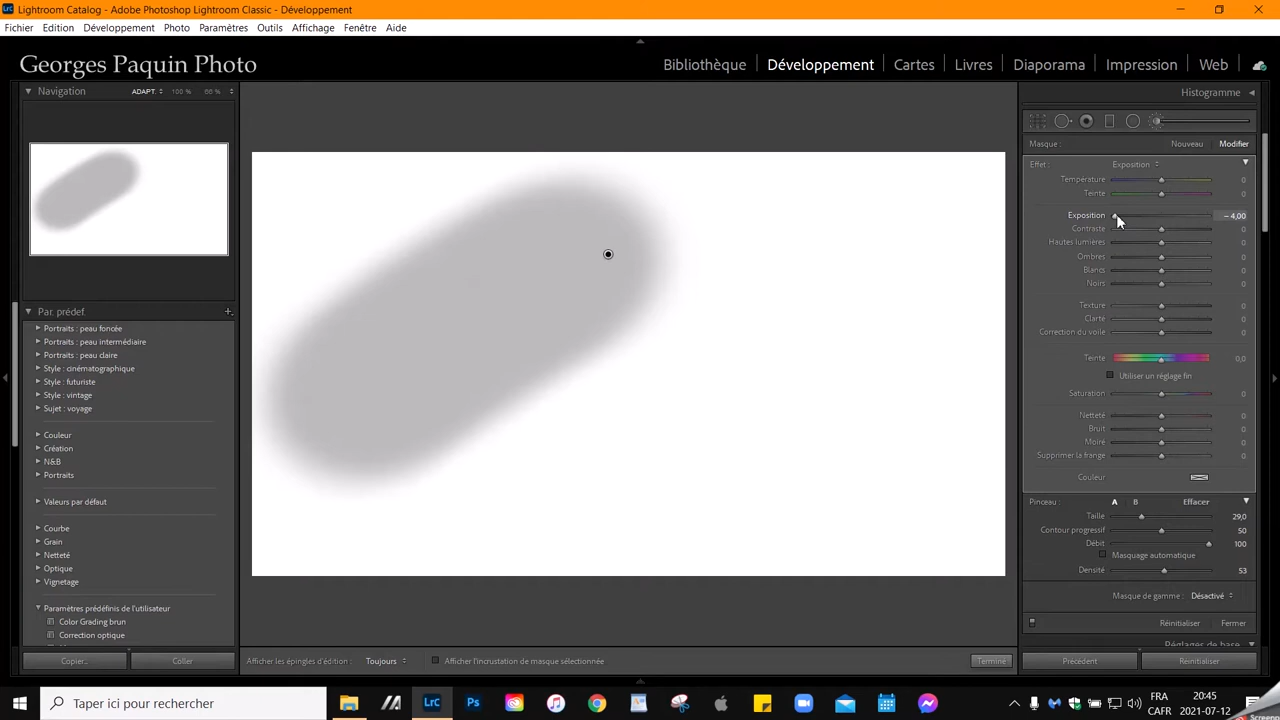 Lightroom Catalog - Adobe Photoshop Lightroom Classic - Développement
Fichier Edition Développement Photo Paramètres Outils Affichage Fenêtre Aide
Georges Paquin Photo
Bibliothèque | Développement | Cartes | Livres | Diaporama | Impression | Web
Navigation ADAPT. 100 % 66 %
Histogramme
Masque : Nouveau Modifier
Effet : Exposition
Température 0
Teinte 0
Exposition – 4,00
Contraste 0
Hautes lumières 0
Ombres 0
Blancs 0
Noirs 0
Texture 0
Clarté 0
Correction du voile 0
Teinte 0,0
Utiliser un réglage fin
Saturation 0
Netteté 0
Bruit 0
Moiré 0
Supprimer la frange 0
Couleur
Pinceau : A B Effacer
Taille 29,0
Contour progressif 50
Débit 100
Masquage automatique
Densité 53
Masque de gamme : Désactivé
Réinitialiser Fermer
Réglages de base
Précédent Réinitialiser
Par. prédéf. +
Portraits : peau foncée
Portraits : peau intermédiaire
Portraits : peau claire
Style : cinématographique
Style : futuriste
Style : vintage
Sujet : voyage
Couleur
Création
N&B
Portraits
Valeurs par défaut
Courbe
Grain
Netteté
Optique
Vignetage
Paramètres prédéfinis de l'utilisateur
Color Grading brun
Correction optique
Copier... Coller
Afficher les épingles d'édition : Toujours Afficher l'incrustation de masque sélectionnée Terminé
Taper ici pour rechercher
LrC Ps
FRA
CAFR
20:45
2021-07-12